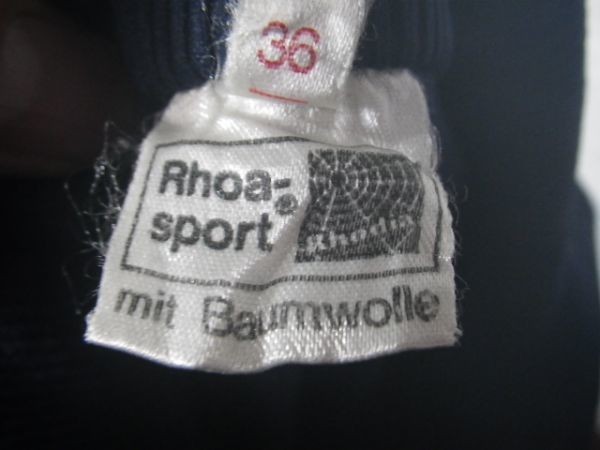 36
Rhoa-
sport®
Rhodia
mit Baumwolle